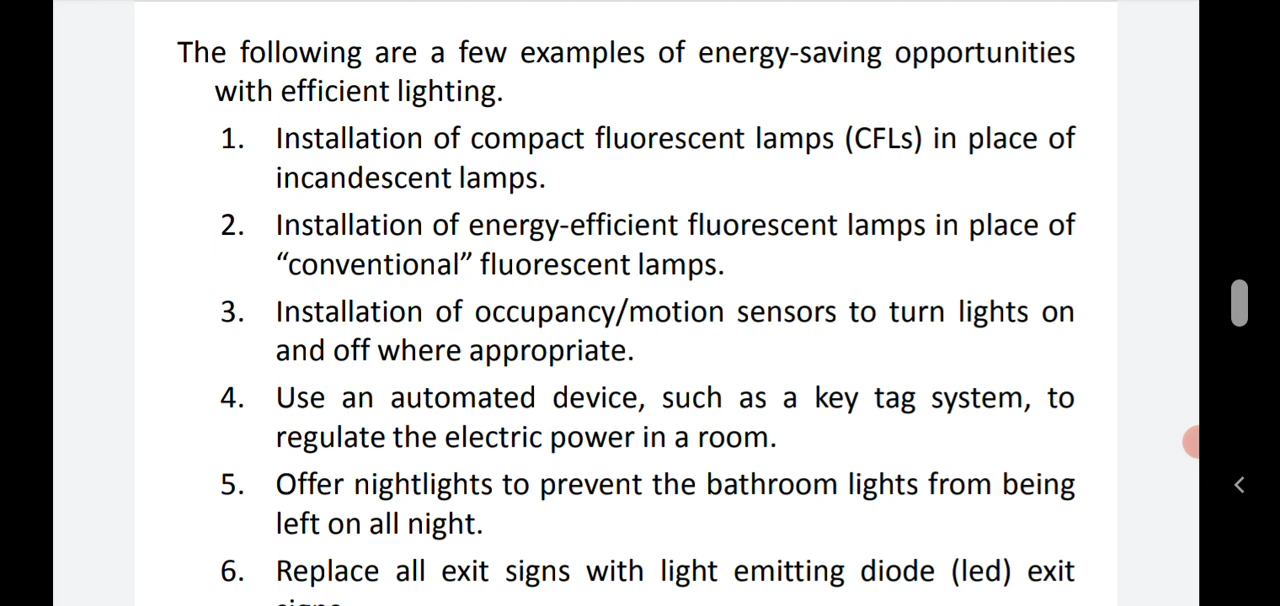 The following are a few examples of energy-saving opportunities
with efficient lighting.
1. Installation of compact fluorescent lamps (CFLs) in place of
incandescent lamps.
2. Installation of energy-efficient fluorescent lamps in place of
“conventional” fluorescent lamps.
3. Installation of occupancy/motion sensors to turn lights on
and off where appropriate.
4. Use an automated device, such as a key tag system, to
regulate the electric power in a room.
5. Offer nightlights to prevent the bathroom lights from being
left on all night.
6. Replace all exit signs with light emitting diode (led) exit